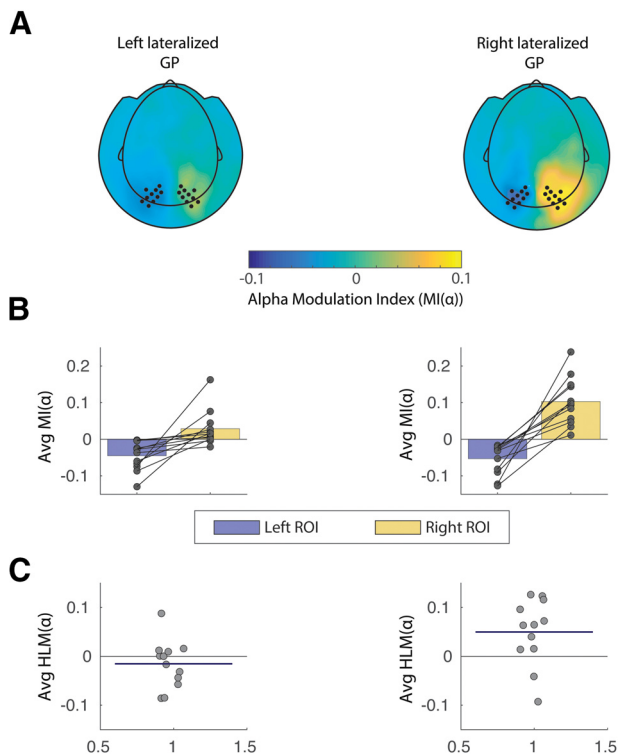 A
Left lateralized
GP
Right lateralized
GP
-0.1
0
0.1
Alpha Modulation Index (MI(α))
B
Avg MI(α)
0.2
0.1
0
-0.1
Avg MI(α)
0.2
0.1
0
-0.1
Left ROI
Right ROI
C
Avg HLM(α)
0.1
0
-0.1
0.5
1
1.5
Avg HLM(α)
0.1
0
-0.1
0.5
1
1.5